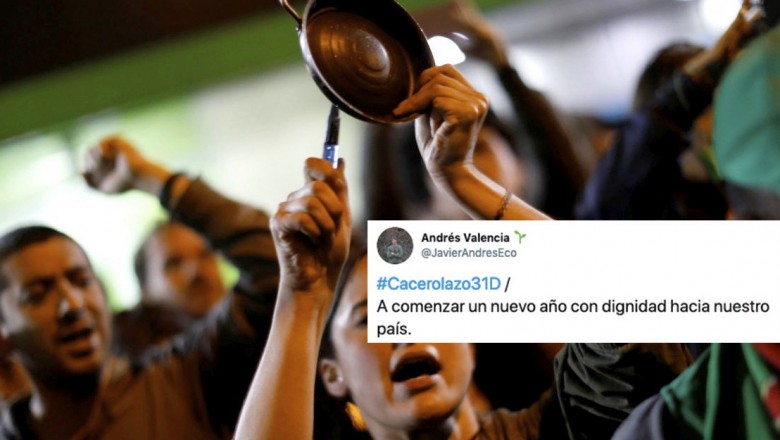 Andrés Valencia
@JavierAndresEco
#Cacerolazo31D /
A comenzar un nuevo año con dignidad hacia nuestro
país.